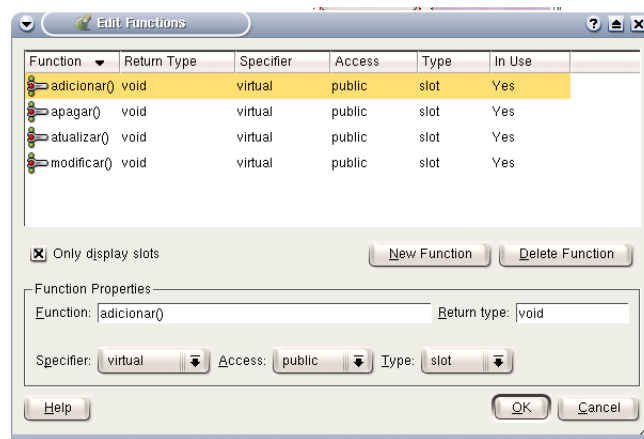 Edit Functions
Function Return Type Specifier Access Type In Use
adicionar() void virtual public slot Yes
apagar() void virtual public slot Yes
atualizar() void virtual public slot Yes
modificar() void virtual public slot Yes
Only display slots New Function Delete Function
Function Properties
Function: adicionar() Return type: void
Specifier: virtual Access: public Type: slot
Help OK Cancel